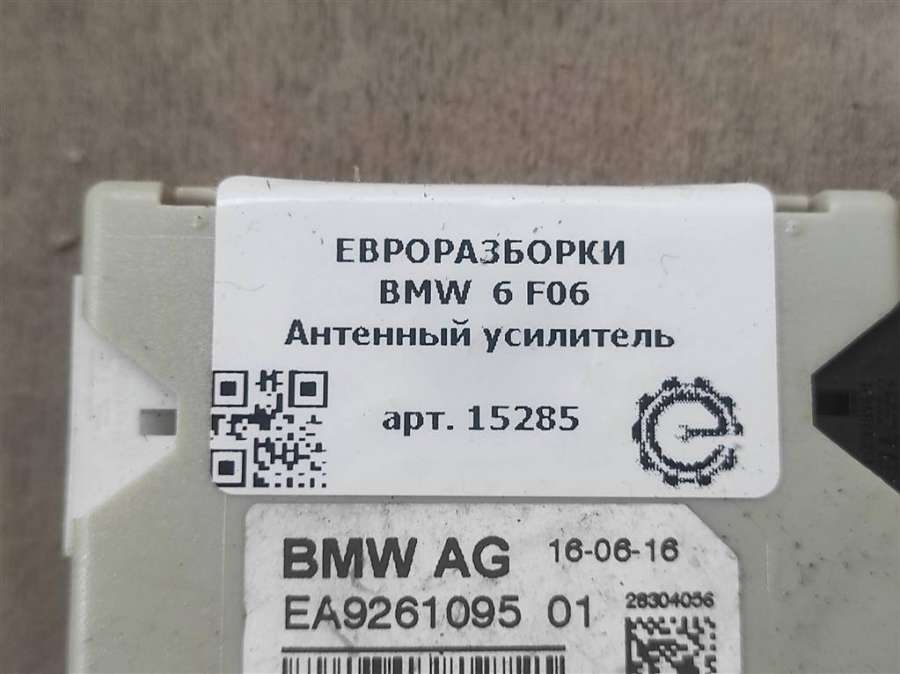 ЕВРОРАЗБОРКИ
BMW 6 F06
Антенный усилитель
арт. 15285
BMW AG 16-06-16
EA9261095 01 28304056